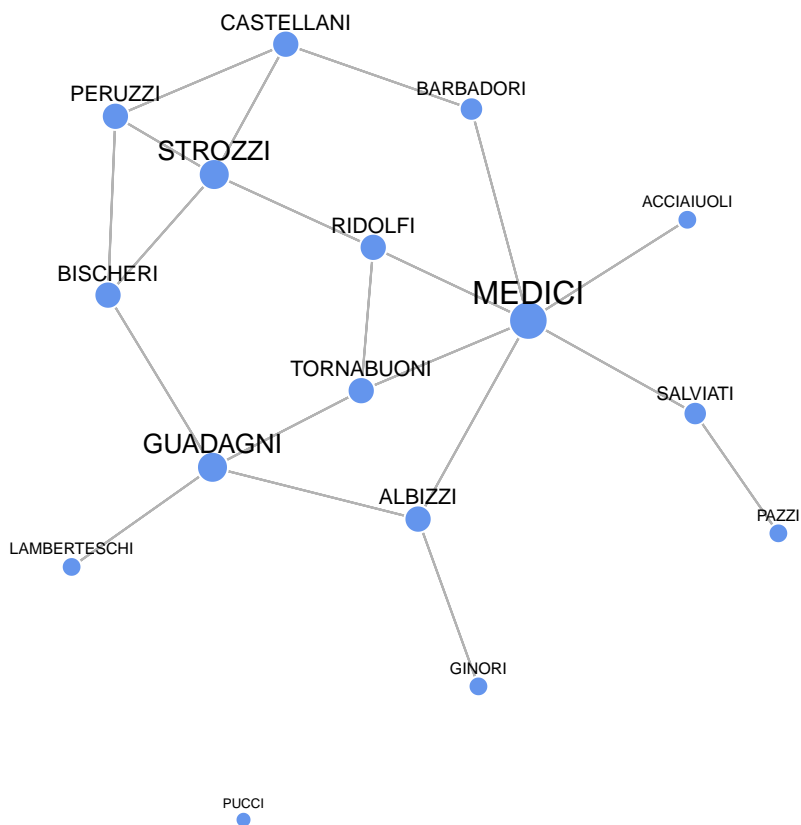 CASTELLANI
BARBADORI
PERUZZI
STROZZI
ACCIAIUOLI
RIDOLFI
BISCHERI
MEDICI
TORNABUONI
SALVIATI
GUADAGNI
ALBIZZI
PAZZI
LAMBERTESCHI
GINORI
PUCCI